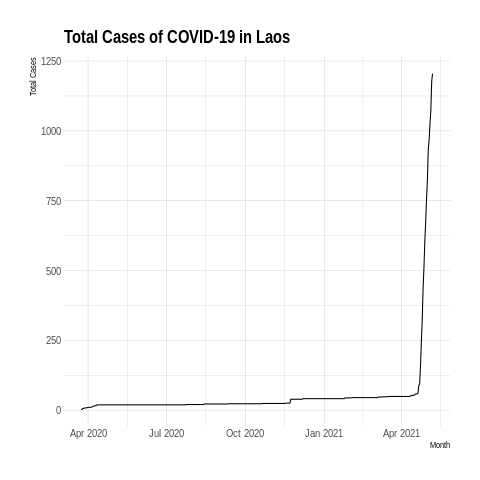 Total Cases of COVID-19 in Laos
Total Cases
1250
1000
750
500
250
0
Apr 2020
Jul 2020
Oct 2020
Jan 2021
Apr 2021
Month